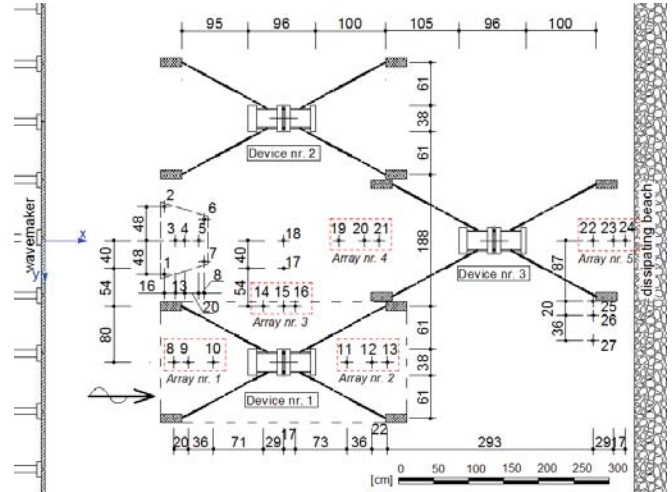 95 96 100 105 96 100
61
38
61
Device nr. 2
2
6
48
3 4 5
48
1
7
16 13
8
20
x
y
wavemaker
18
40
17
54
40
54
80
19 20 21
Array nr. 4
188
Device nr. 3
22 23 24
Array nr. 5
87
20
36
25
26
27
dissipating beach
14 15 16
Array nr. 3
8 9 10
Array nr. 1
11 12 13
Array nr. 2
61
38
61
Device nr. 1
20 36 71 29 17 73 36 22 293 29 17
[cm] 0 50 100 150 200 250 300